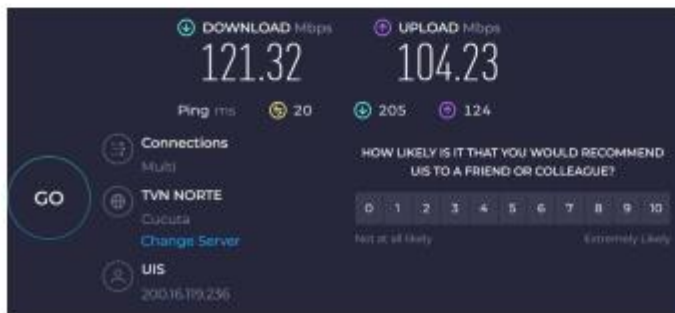 DOWNLOAD Mbps UPLOAD Mbps
121.32 104.23
Ping ms 20 205 124
Connections
Multi
HOW LIKELY IS IT THAT YOU WOULD RECOMMEND
UIS TO A FRIEND OR COLLEAGUE?
GO
TVN NORTE
Cucuta
Change Server
0 1 2 3 4 5 6 7 8 9 10
Not at all likely Extremely Likely
UIS
200.16.119.236